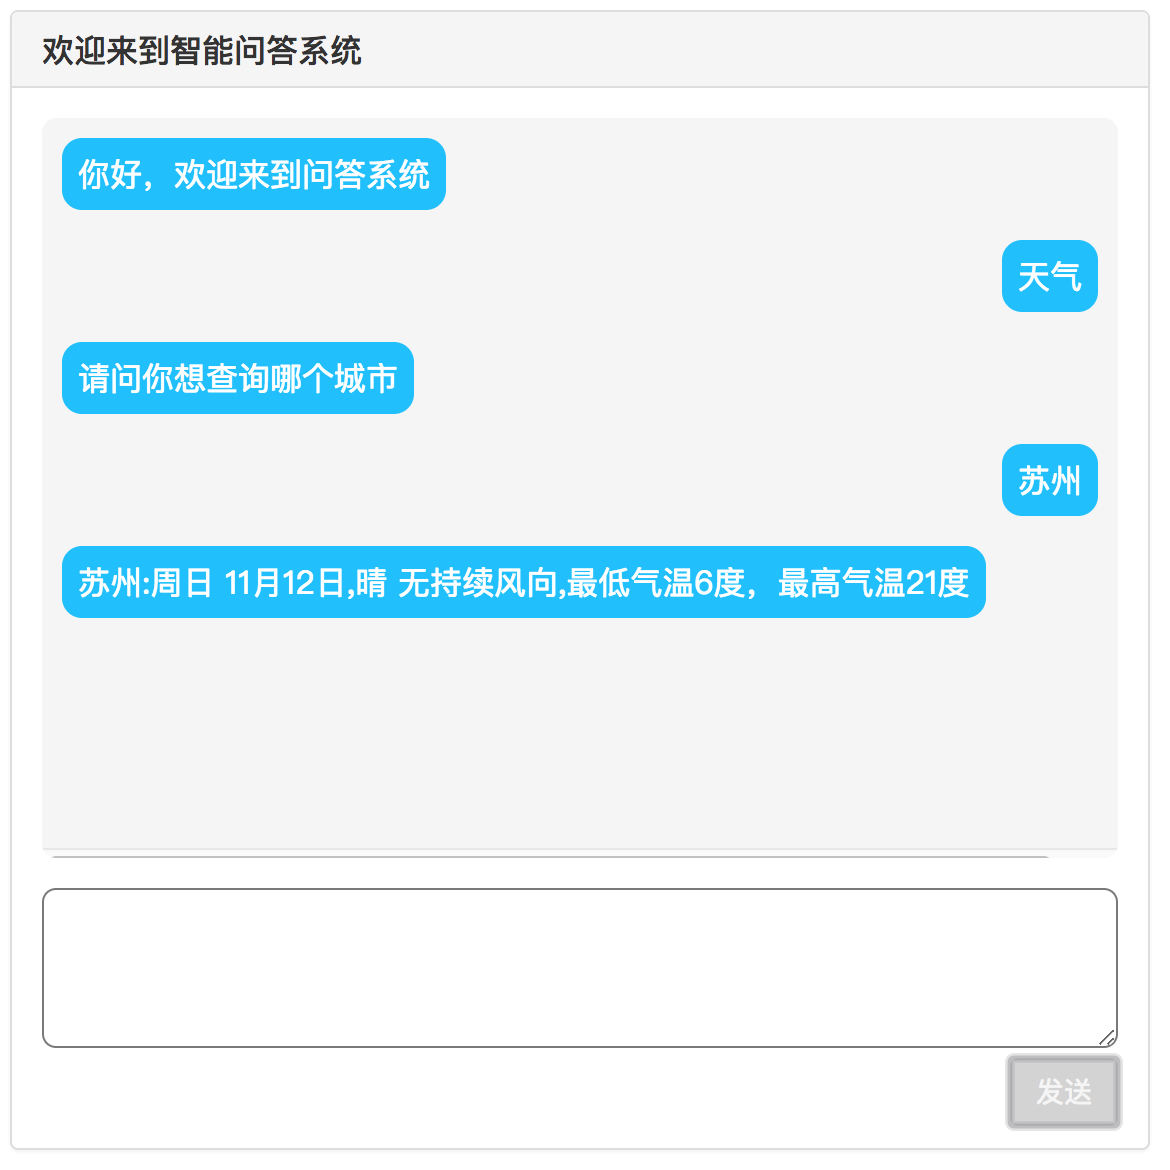 欢迎来到智能问答系统
你好，欢迎来到问答系统
天气
请问你想查询哪个城市
苏州
苏州:周日 11月12日,晴 无持续风向,最低气温6度，最高气温21度
发送